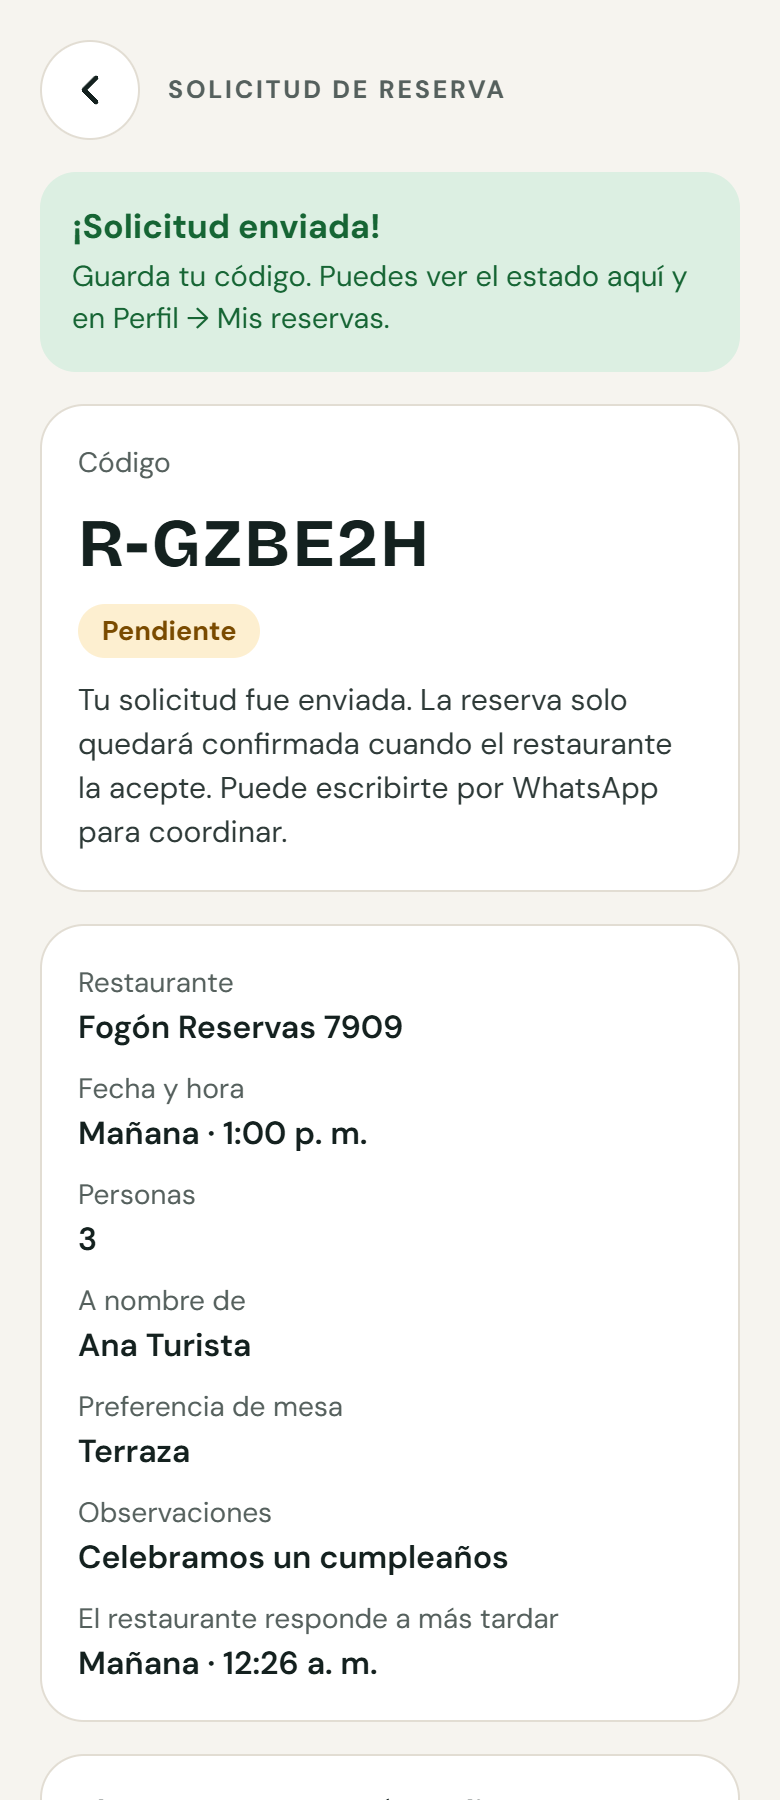 SOLICITUD DE RESERVA
¡Solicitud enviada!
Guarda tu código. Puedes ver el estado aquí y
en Perfil → Mis reservas.
Código
R-GZBE2H
Pendiente
Tu solicitud fue enviada. La reserva solo
quedará confirmada cuando el restaurante
la acepte. Puede escribirte por WhatsApp
para coordinar.
Restaurante
Fogón Reservas 7909
Fecha y hora
Mañana · 1:00 p. m.
Personas
3
A nombre de
Ana Turista
Preferencia de mesa
Terraza
Observaciones
Celebramos un cumpleaños
El restaurante responde a más tardar
Mañana · 12:26 a. m.